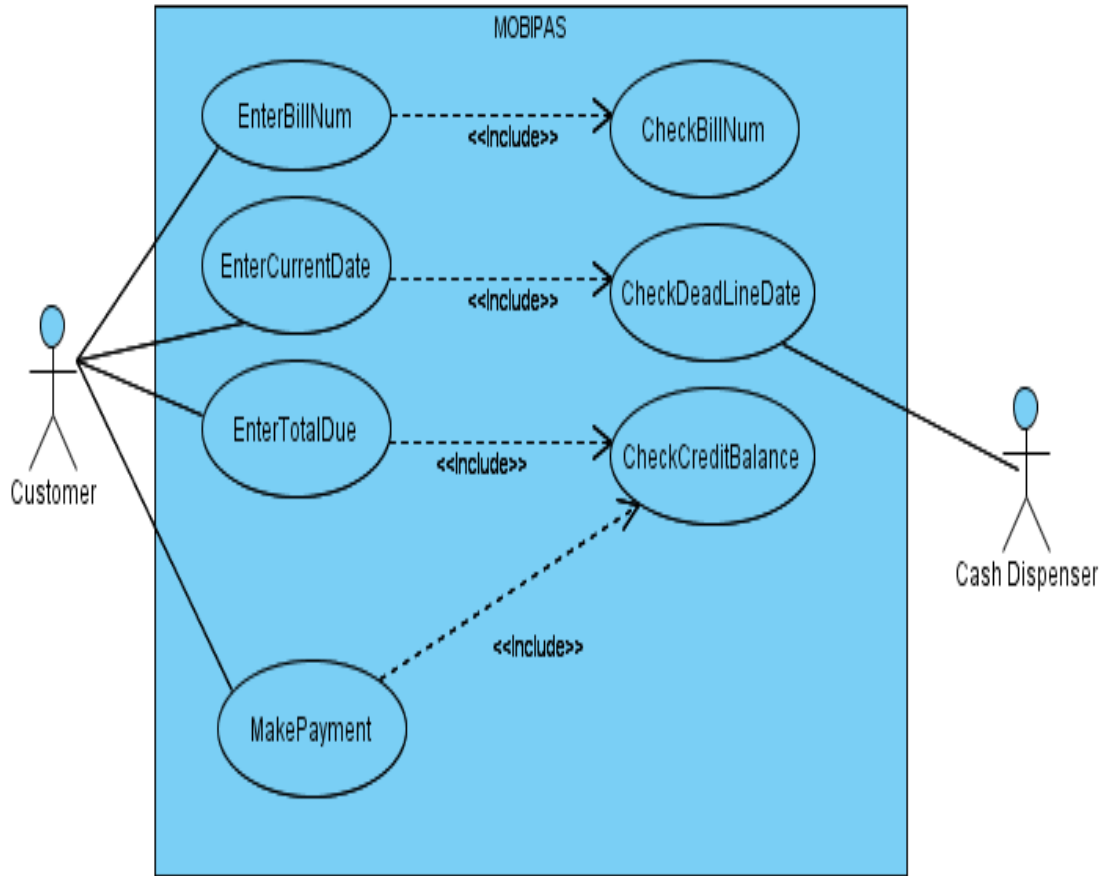 MOBIPAS
EnterBillNum
<<Include>>
CheckBillNum
EnterCurrentDate
<<Include>>
CheckDeadLineDate
EnterTotalDue
<<Include>>
CheckCreditBalance
Customer
Cash Dispenser
<<Include>>
MakePayment